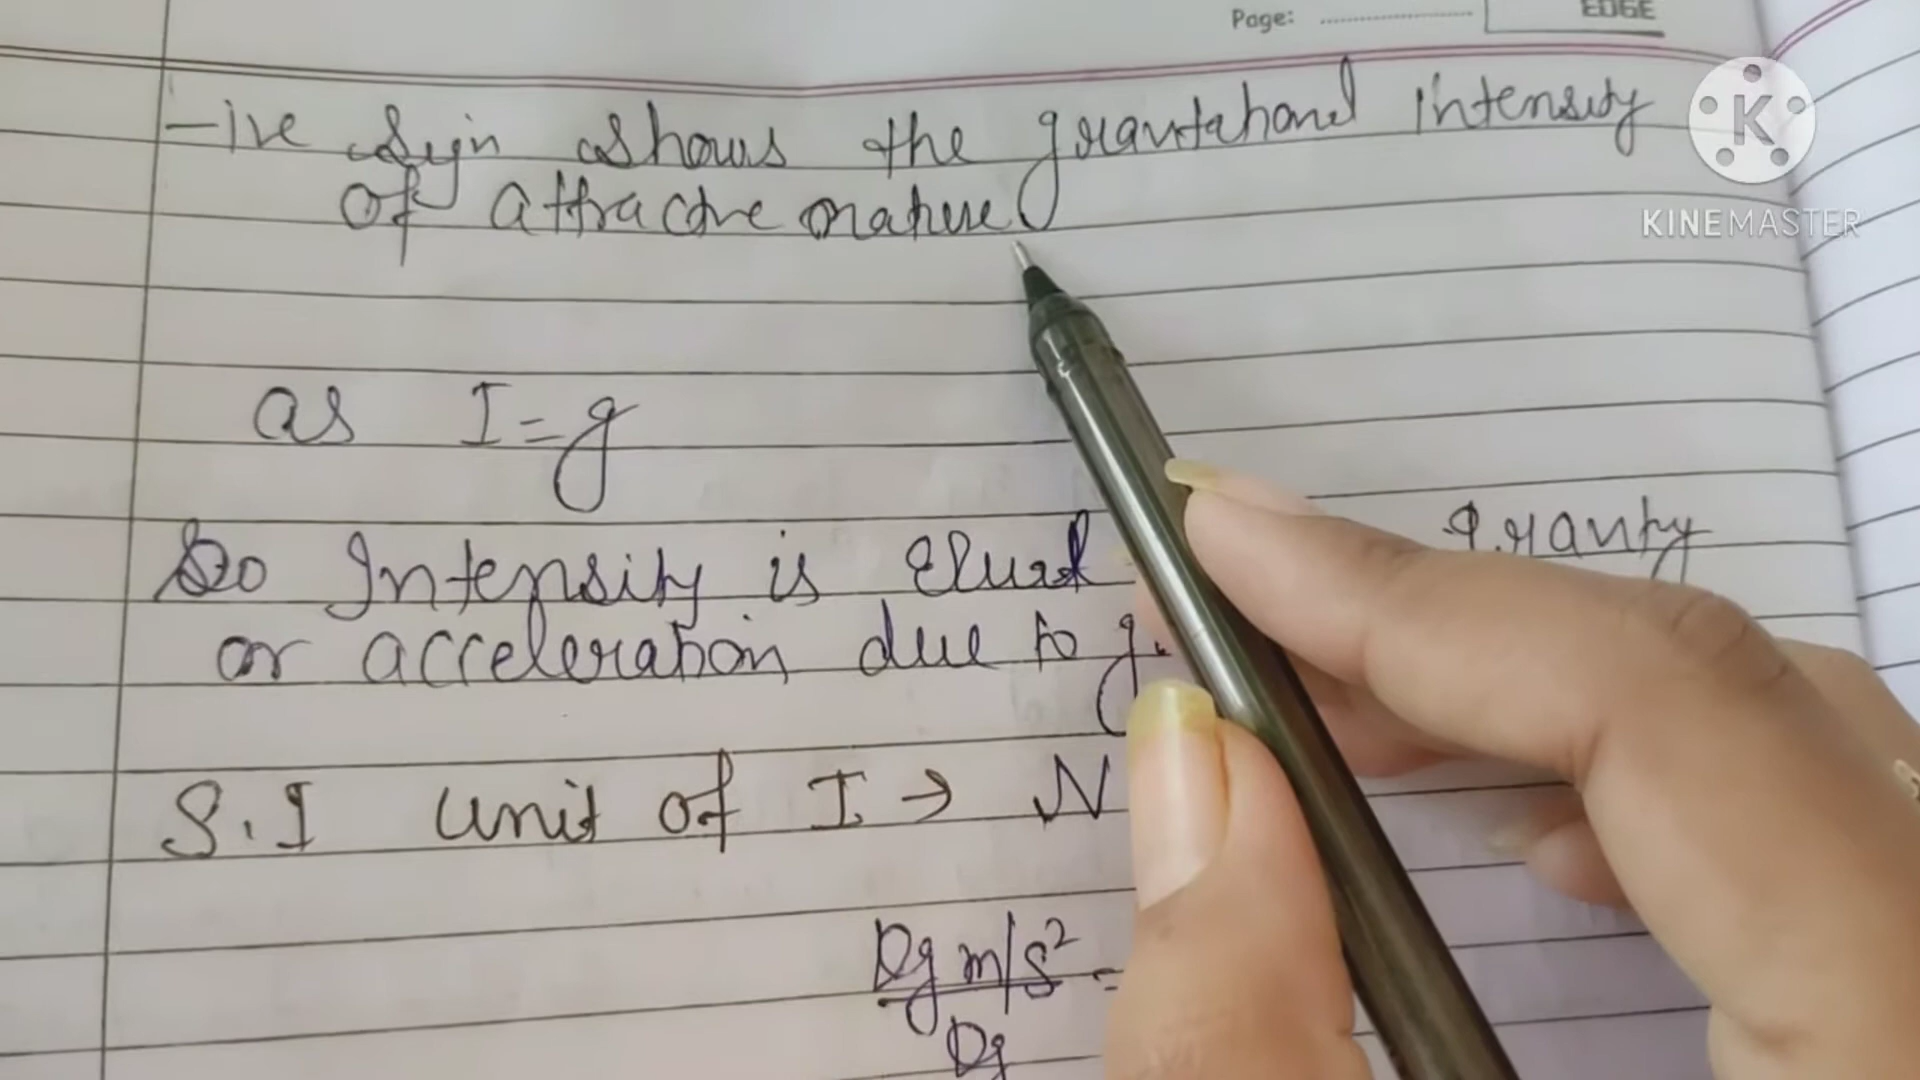 Page:
EDGE
-ive sign shows the gravitational intensity
of attractive nature
KINEMASTER
as I=g
So Intensity is equal gravity
or acceleration due to g
S.I unit of I → N
kg m/s² =
kg